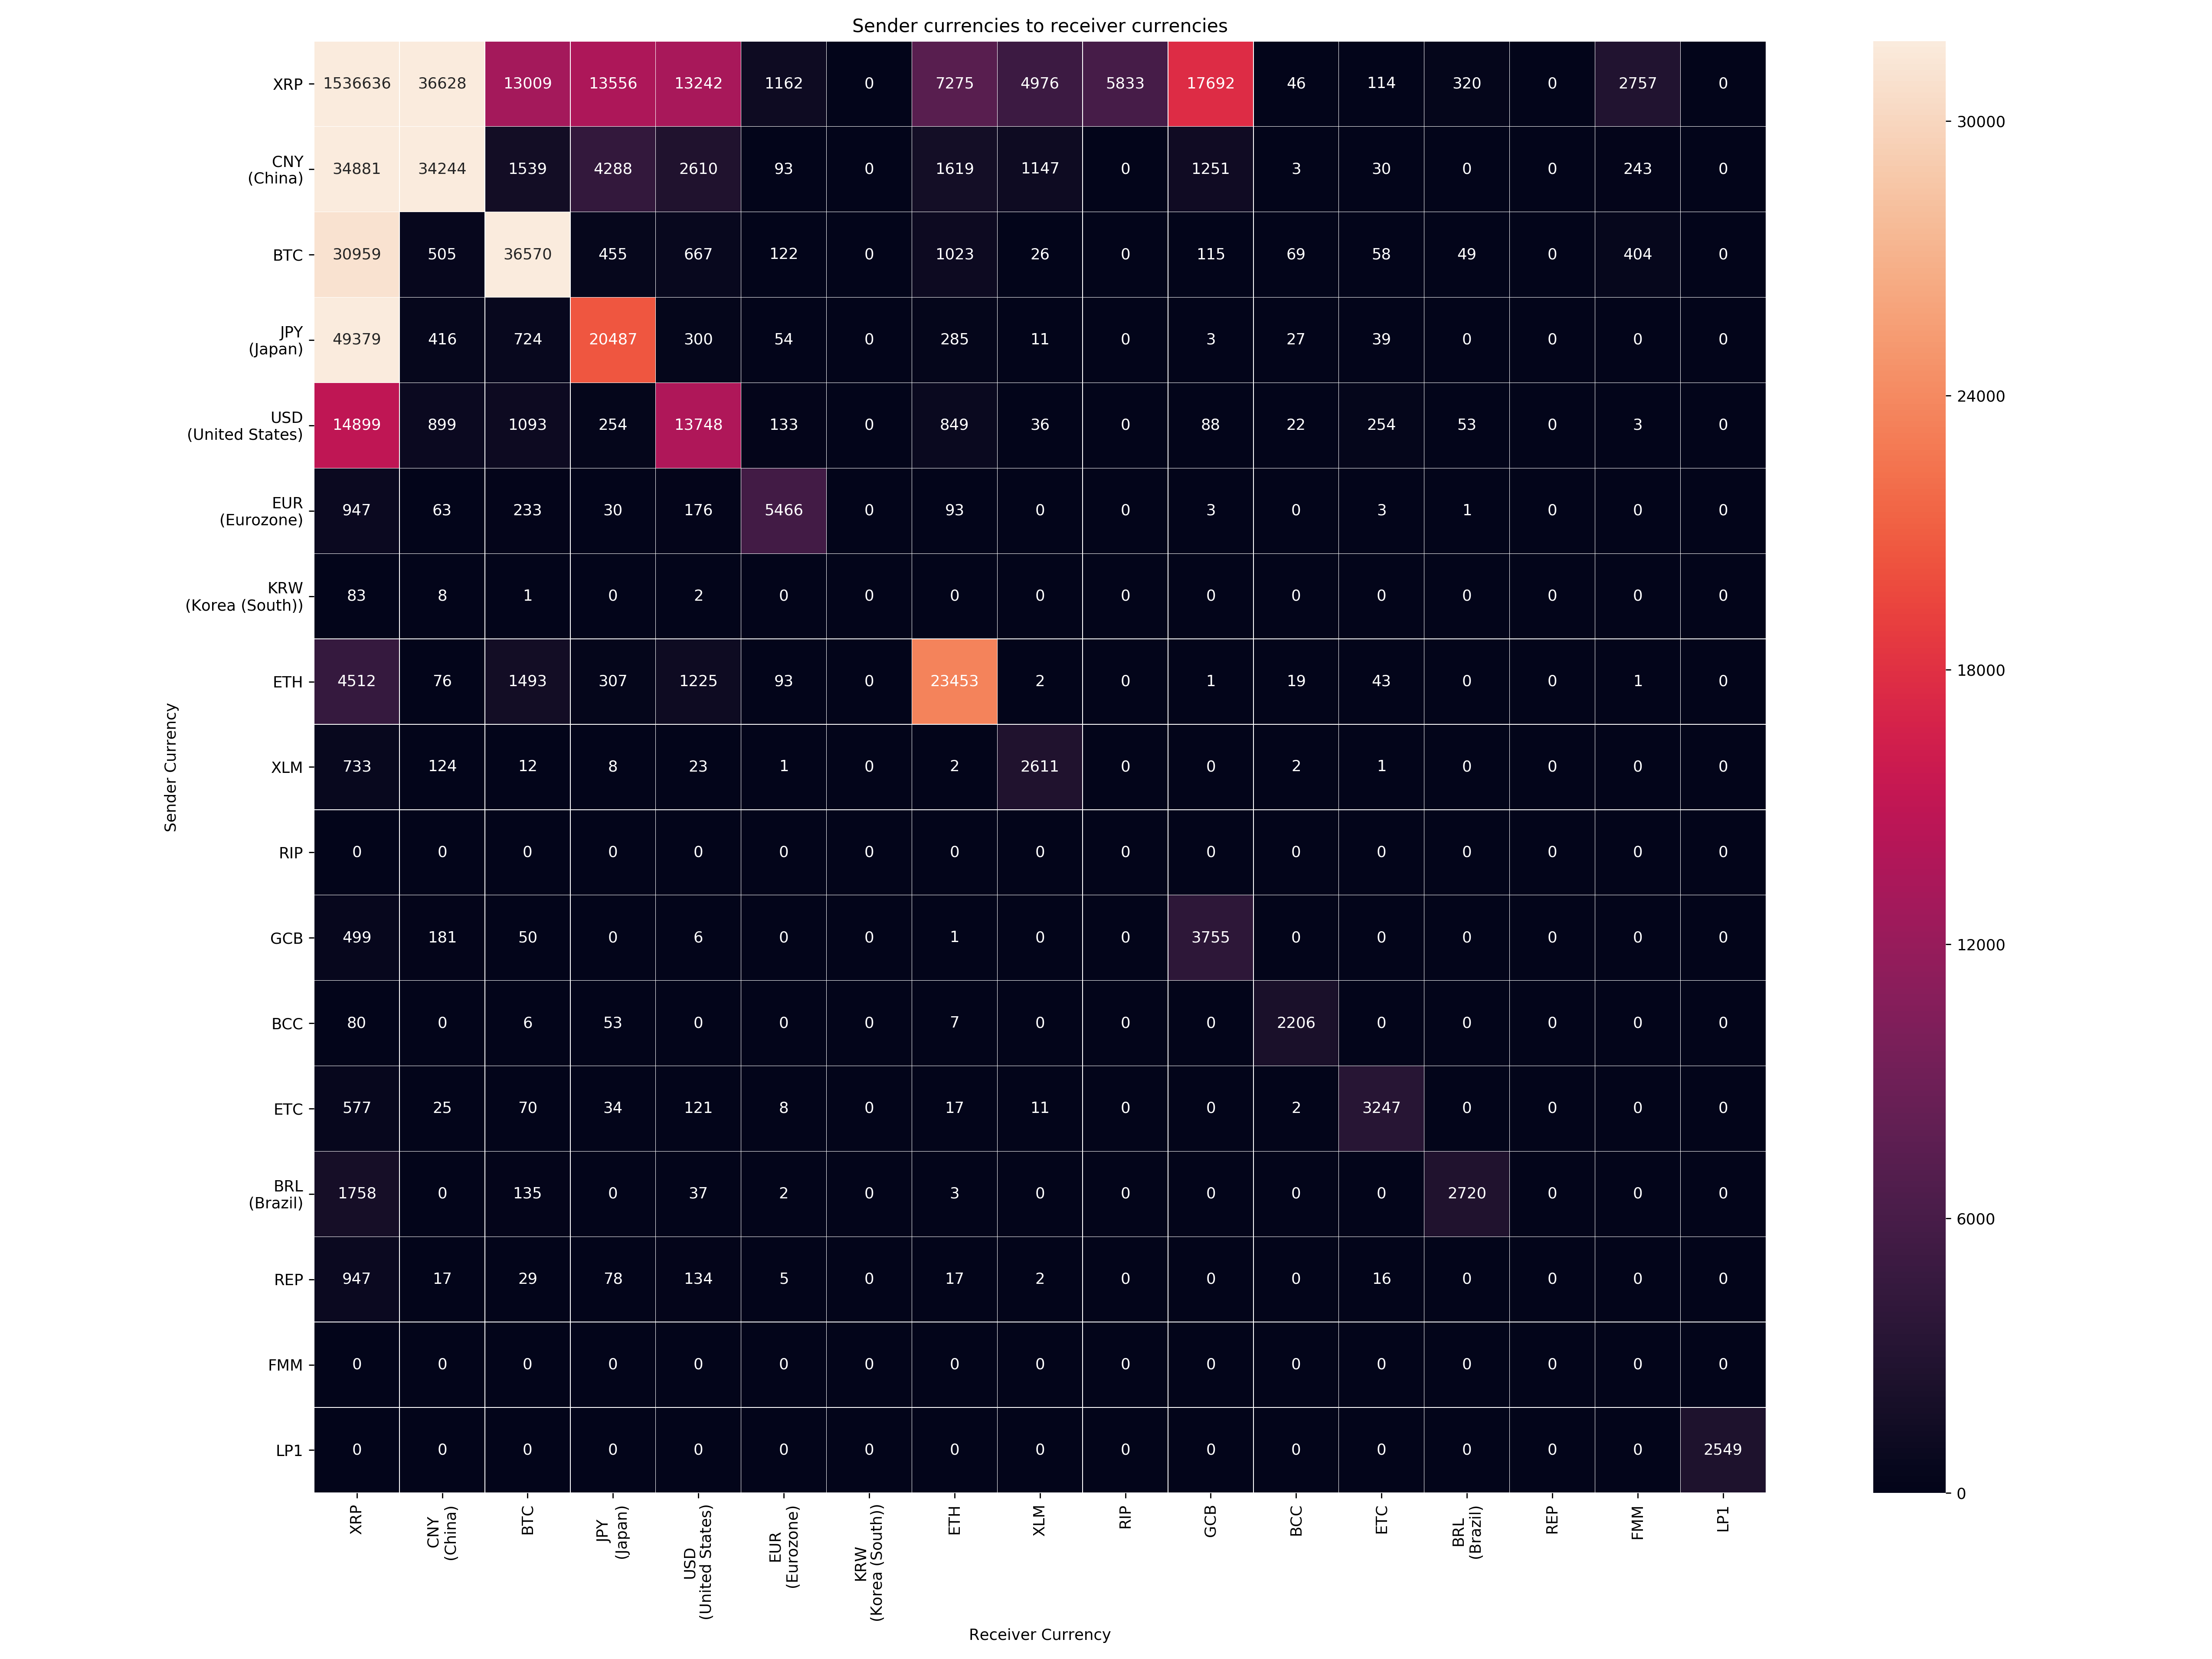 Sender currencies to receiver currencies
XRP 1536636 36628 13009 13556 13242 1162 0 7275 4976 5833 17692 46 114 320 0 2757 0
30000
CNY
(China) 34881 34244 1539 4288 2610 93 0 1619 1147 0 1251 3 30 0 0 243 0
BTC 30959 505 36570 455 667 122 0 1023 26 0 115 69 58 49 0 404 0
JPY
(Japan) 49379 416 724 20487 300 54 0 285 11 0 3 27 39 0 0 0 0
24000
USD
(United States) 14899 899 1093 254 13748 133 0 849 36 0 88 22 254 53 0 3 0
EUR
(Eurozone) 947 63 233 30 176 5466 0 93 0 0 3 0 3 1 0 0 0
KRW
(Korea (South)) 83 8 1 0 2 0 0 0 0 0 0 0 0 0 0 0 0
18000
ETH 4512 76 1493 307 1225 93 0 23453 2 0 1 19 43 0 0 1 0
Sender Currency
XLM 733 124 12 8 23 1 0 2 2611 0 0 2 1 0 0 0 0
RIP 0 0 0 0 0 0 0 0 0 0 0 0 0 0 0 0 0
GCB 499 181 50 0 6 0 0 1 0 0 3755 0 0 0 0 0 0
12000
BCC 80 0 6 53 0 0 0 7 0 0 0 2206 0 0 0 0 0
ETC 577 25 70 34 121 8 0 17 11 0 0 2 3247 0 0 0 0
BRL
(Brazil) 1758 0 135 0 37 2 0 3 0 0 0 0 0 2720 0 0 0
6000
REP 947 17 29 78 134 5 0 17 2 0 0 0 16 0 0 0 0
FMM 0 0 0 0 0 0 0 0 0 0 0 0 0 0 0 0 0
LP1 0 0 0 0 0 0 0 0 0 0 0 0 0 0 0 0 2549
0
XRP
CNY
(China)
BTC
JPY
(Japan)
USD
(United States)
EUR
(Eurozone)
KRW
(Korea (South))
ETH
XLM
RIP
GCB
BCC
ETC
BRL
(Brazil)
REP
FMM
LP1
Receiver Currency